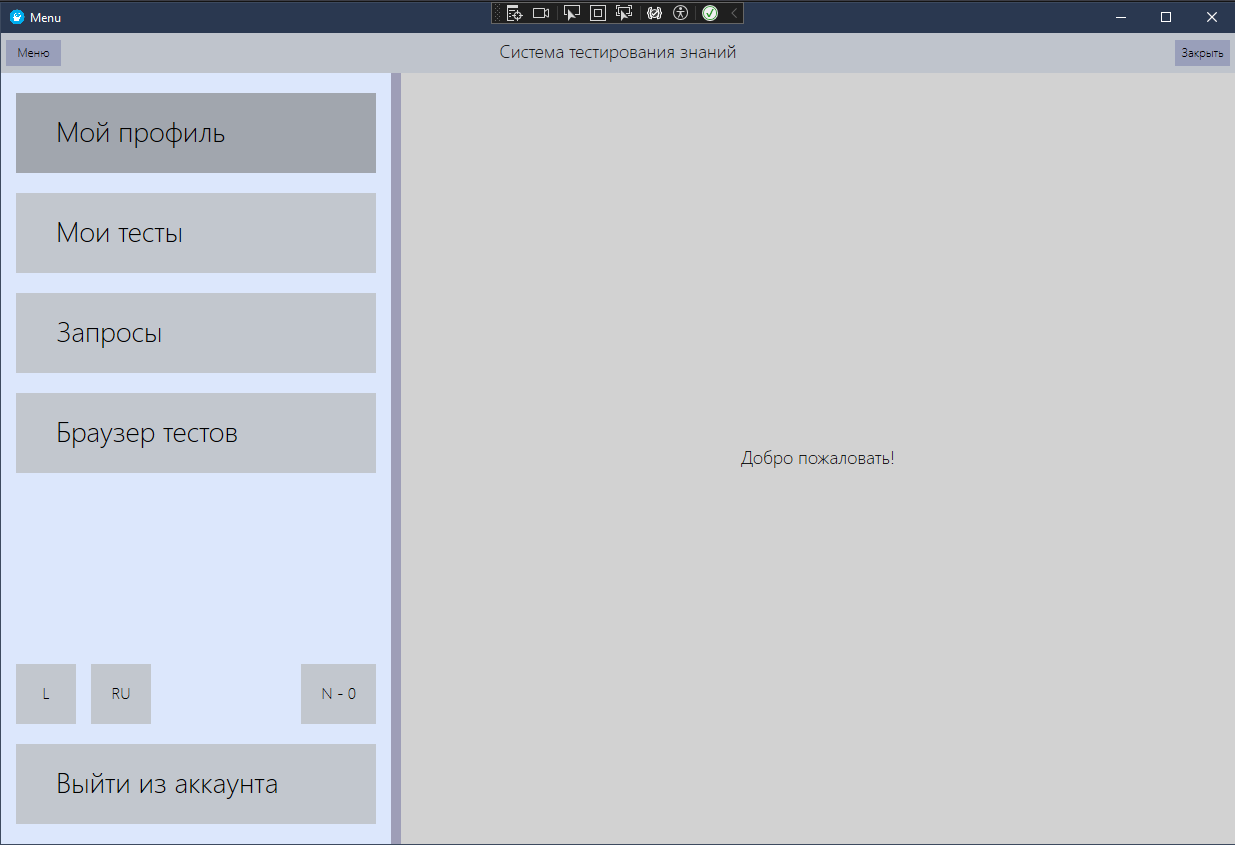 Menu
Меню
Система тестирования знаний
Закрыть
Мой профиль
Мои тесты
Запросы
Браузер тестов
Добро пожаловать!
L
RU
N - 0
Выйти из аккаунта